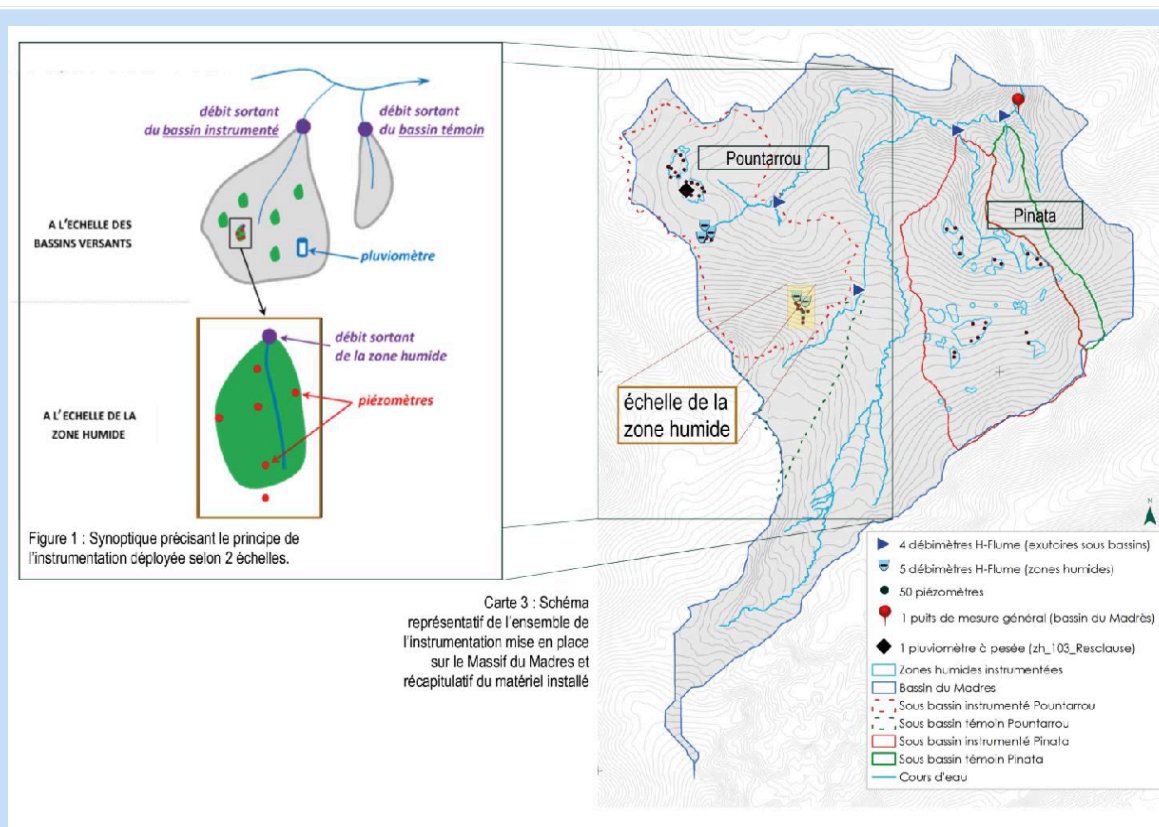 débit sortant
du bassin instrumenté
débit sortant
du bassin témoin
A L'ECHELLE DES
BASSINS VERSANTS
pluviomètre
débit sortant
de la zone humide
piézomètres
A L'ECHELLE DE LA
ZONE HUMIDE
Figure 1 : Synoptique précisant le principe de
l'instrumentation déployée selon 2 échelles.
Pountarrou
Pinata
échelle de la
zone humide
Carte 3 : Schéma
représentatif de l'ensemble de
l'instrumentation mise en place
sur le Massif du Madres et
récapitulatif du matériel installé
N
4 débimètres H-Flume (exutoires sous bassins)
5 débimètres H-Flume (zones humides)
50 piézomètres
1 puits de mesure général (bassin du Madrès)
1 pluviomètre à pesée (zh_103_Resclause)
Zones humides instrumentées
Bassin du Madres
Sous bassin instrumenté Pountarrou
Sous bassin témoin Pountarrou
Sous bassin instrumenté Pinata
Sous bassin témoin Pinata
Cours d'eau